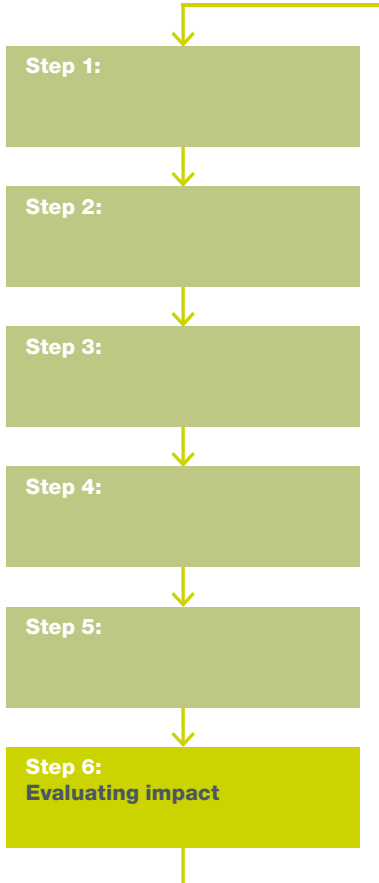 Step 1:
Step 2:
Step 3:
Step 4:
Step 5:
Step 6:
Evaluating impact